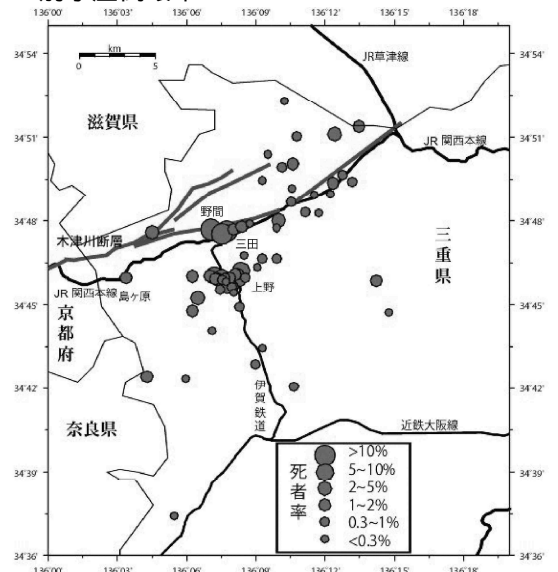 136°00' 136°03' 136°06' 136°09' 136°12' 136°15' 136°18'
34°54' 34°54'
km
0 5
JR草津線
滋賀県
34°51' 34°51'
JR 関西本線
野間
34°48' 34°48'
木津川断層
三田
三重県
JR 関西本線
島ヶ原
上野
34°45' 34°45'
京都府
34°42' 34°42'
伊賀鉄道
奈良県
近鉄大阪線
34°39' 34°39'
死者率
>10%
5~10%
2~5%
1~2%
0.3~1%
<0.3%
34°36' 34°36'
136°00' 136°03' 136°06' 136°09' 136°12' 136°15' 136°18'